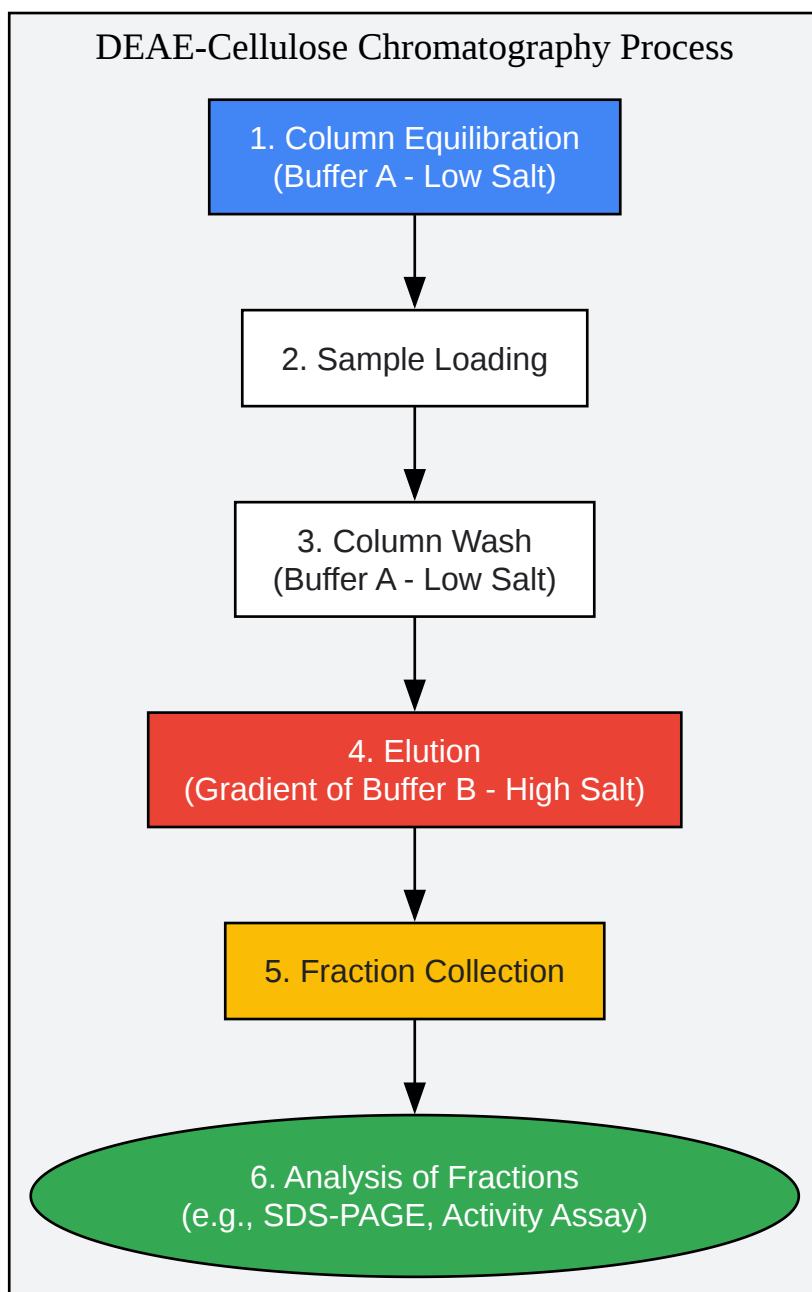 DEAE-Cellulose Chromatography Process
1. Column Equilibration
(Buffer A - Low Salt)
2. Sample Loading
3. Column Wash
(Buffer A - Low Salt)
4. Elution
(Gradient of Buffer B - High Salt)
5. Fraction Collection
6. Analysis of Fractions
(e.g., SDS-PAGE, Activity Assay)